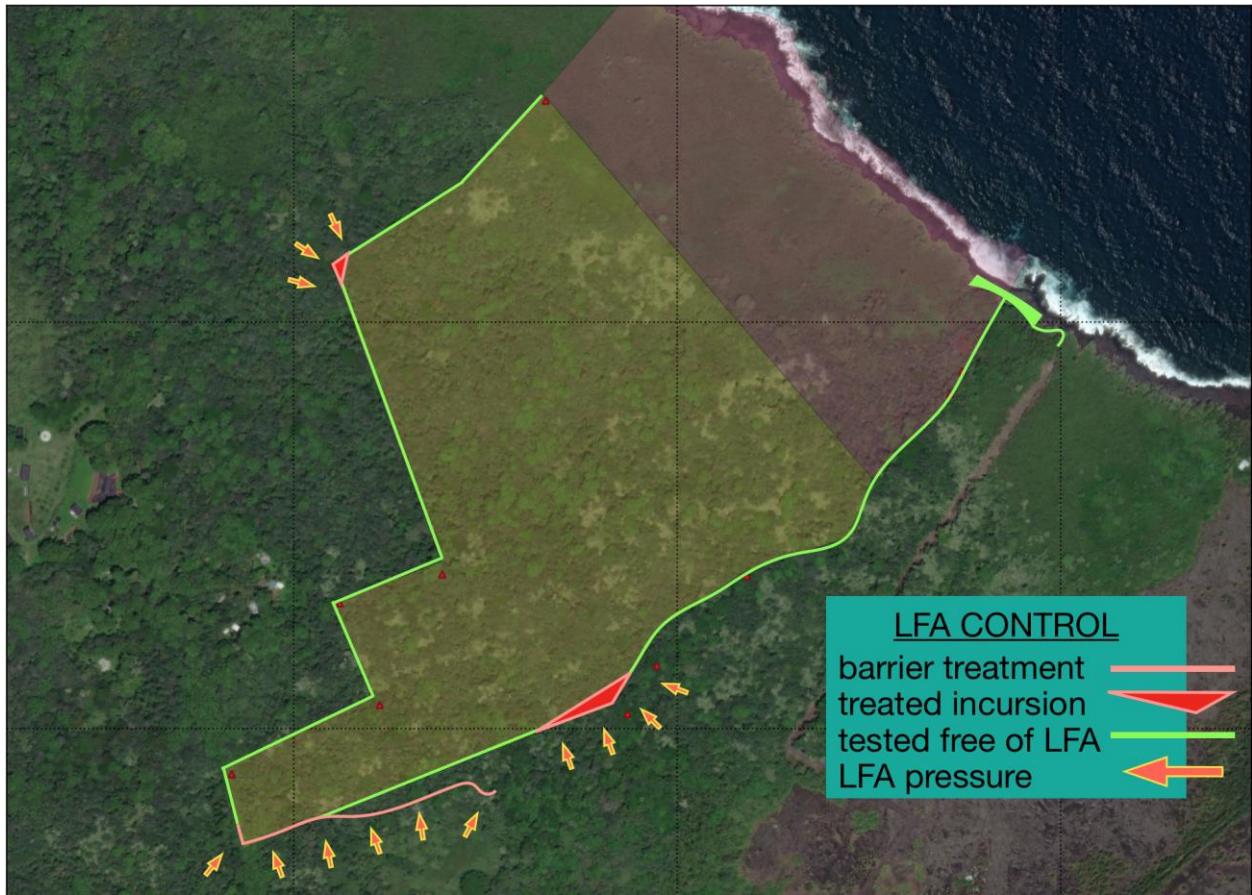 LFA CONTROL
barrier treatment
treated incursion
tested free of LFA
LFA pressure